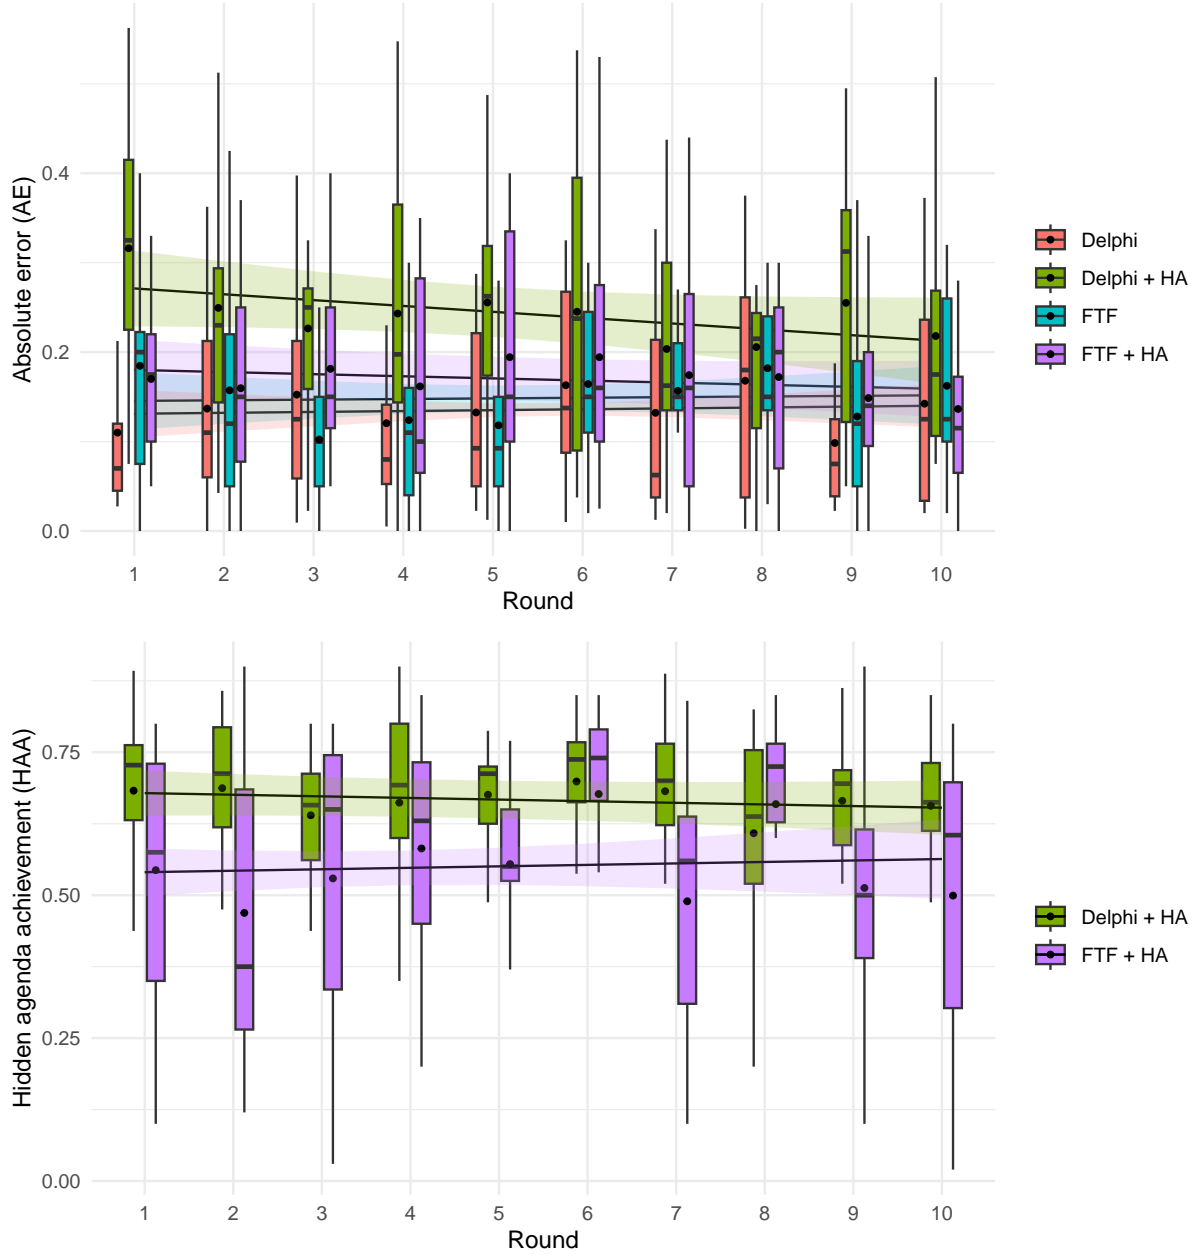 Absolute error (AE)
0.4
0.2
0.0
1 2 3 4 5 6 7 8 9 10
Round
Delphi
Delphi + HA
FTF
FTF + HA
Hidden agenda achievement (HAA)
0.75
0.50
0.25
0.00
1 2 3 4 5 6 7 8 9 10
Round
Delphi + HA
FTF + HA